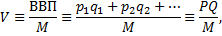 V ≡ ВВП/M ≡ (p₁q₁ + p₂q₂ + ⋯)/M ≡ PQ/M,